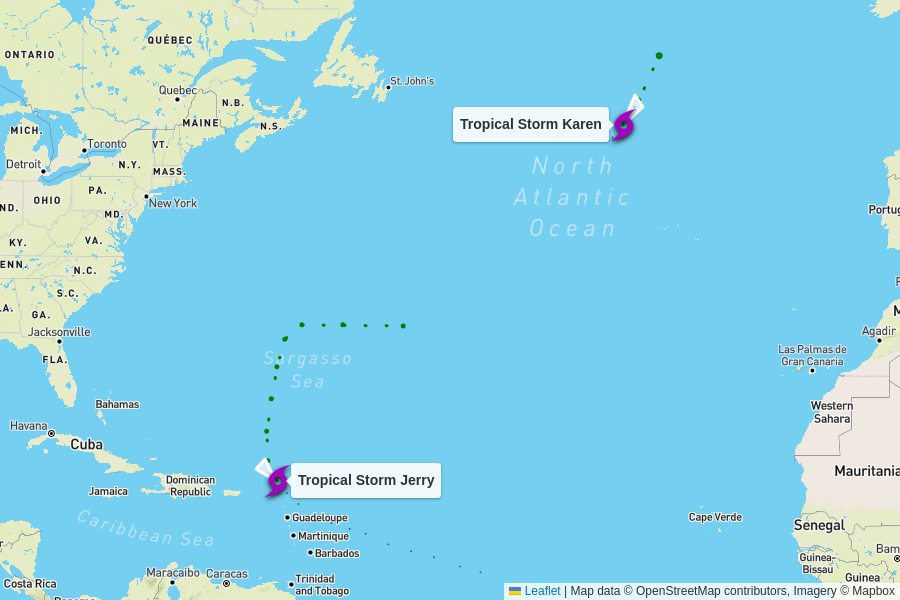 QUÉBEC
ONTARIO
St. John's
Quebec
N.B.
MAINE
N.S.
MICH.
Toronto
VT.
Detroit
N.Y.
MASS.
PA.
OHIO
ND.
New York
MD.
KY.
VA.
ENN.
N.C.
S.C.
.A.
GA.
Jacksonville
FLA.
Tropical Storm Karen
North
Atlantic
Ocean
Portug
Agadir
Las Palmas de
Gran Canaria
Western
Sahara
Mauritania
Sargasso
Sea
Bahamas
Havana
Cuba
Dominican
Republic
Jamaica
Tropical Storm Jerry
Caribbean Sea
Guadeloupe
Martinique
Barbados
Cape Verde
Senegal
Guinea-
Bissau
Bam
Guinea
Maracaibo
Caracas
Trinidad
and Tobago
Costa Rica
Panama
Leaflet | Map data © OpenStreetMap contributors, Imagery © Mapbox